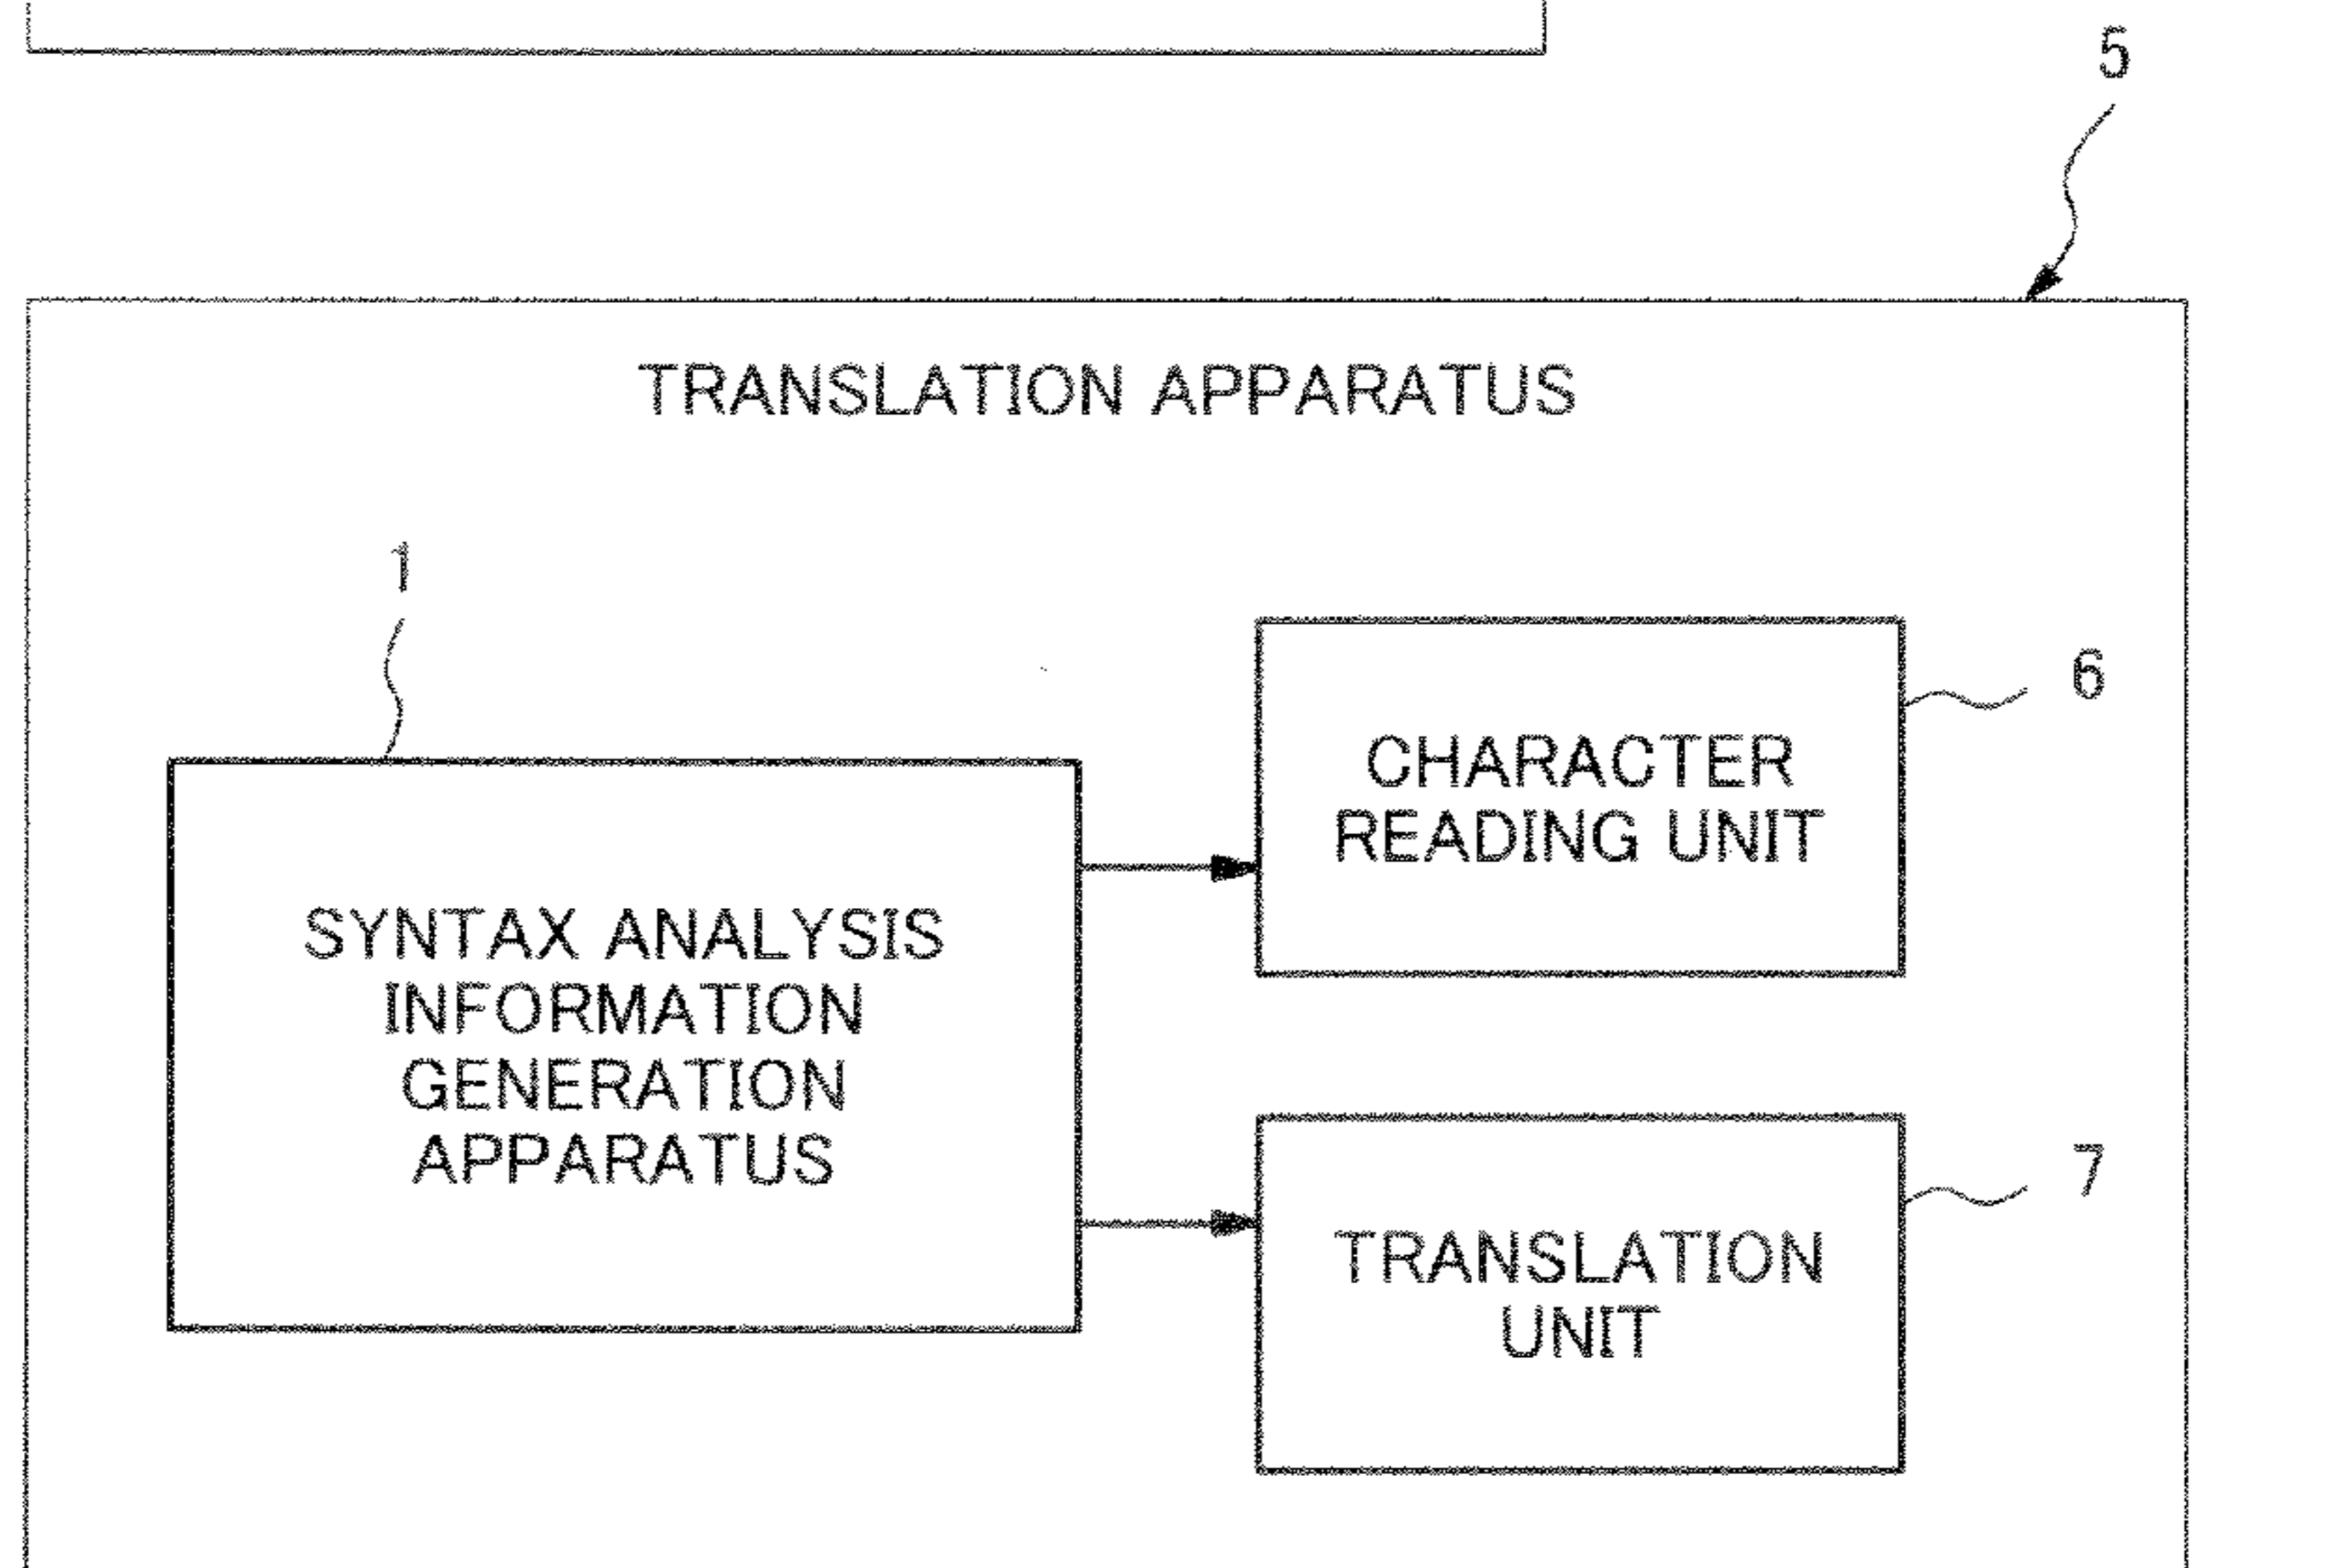 5
TRANSLATION APPARATUS
1
6
CHARACTER
READING UNIT
SYNTAX ANALYSIS
INFORMATION
GENERATION
APPARATUS
7
TRANSLATION
UNIT